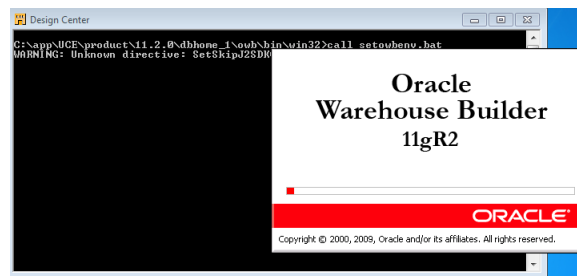 Design Center
C:\app\UCE\product\11.2.0\dbhome_1\owb\bin\win32>call setowbenv.bat
WARNING: Unknown directive: SetSkipJ2SDK
Oracle
Warehouse Builder
11gR2
ORACLE
Copyright © 2000, 2009, Oracle and/or its affiliates. All rights reserved.